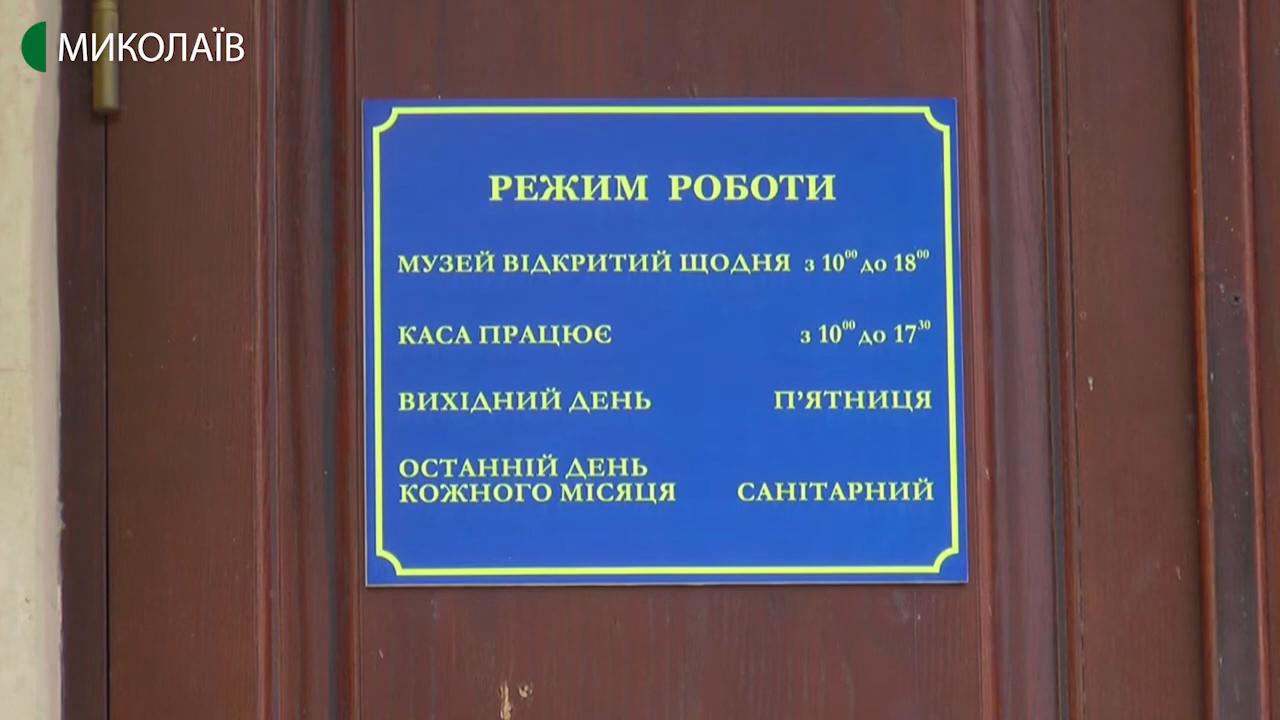 МИКОЛАЇВ
РЕЖИМ РОБОТИ
МУЗЕЙ ВІДКРИТИЙ ЩОДНЯ з 10⁰⁰ до 18⁰⁰
КАСА ПРАЦЮЄ з 10⁰⁰ до 17³⁰
ВИХІДНИЙ ДЕНЬ П’ЯТНИЦЯ
ОСТАННІЙ ДЕНЬ
КОЖНОГО МІСЯЦЯ САНІТАРНИЙ